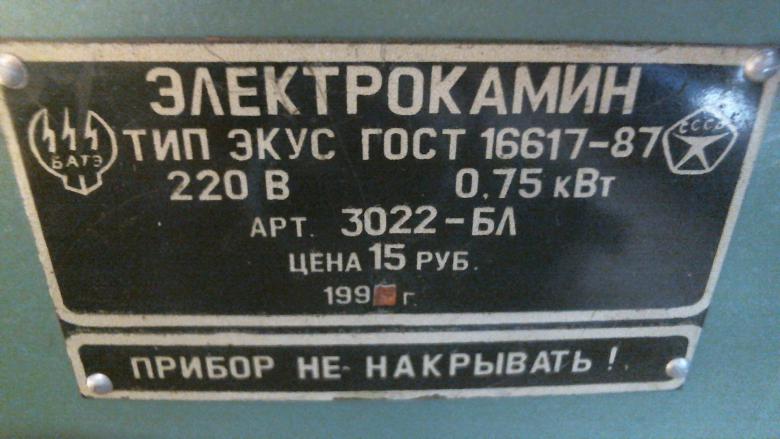 ЭЛЕКТРОКАМИН
БАТЭ
ТИП ЭКУС ГОСТ 16617-87
СССР
220 В 0,75 кВт
АРТ. 3022-БЛ
ЦЕНА 15 РУБ.
199 г.
ПРИБОР НЕ НАКРЫВАТЬ!